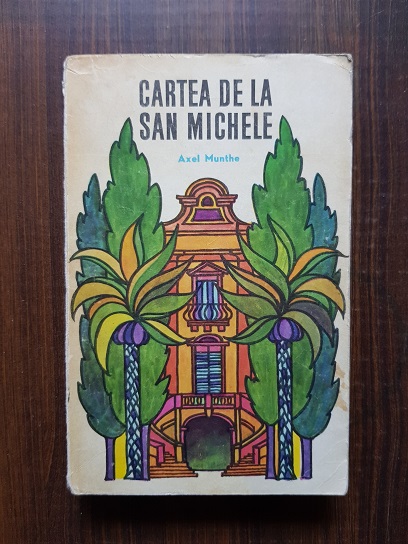 CARTEA DE LA
SAN MICHELE
Axel Munthe